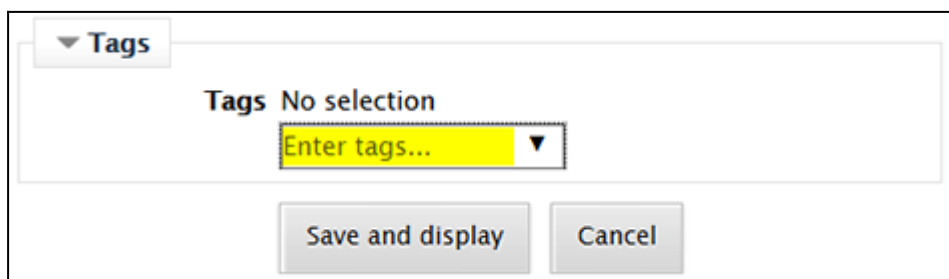 Tags
Tags No selection
Enter tags...
Save and display Cancel